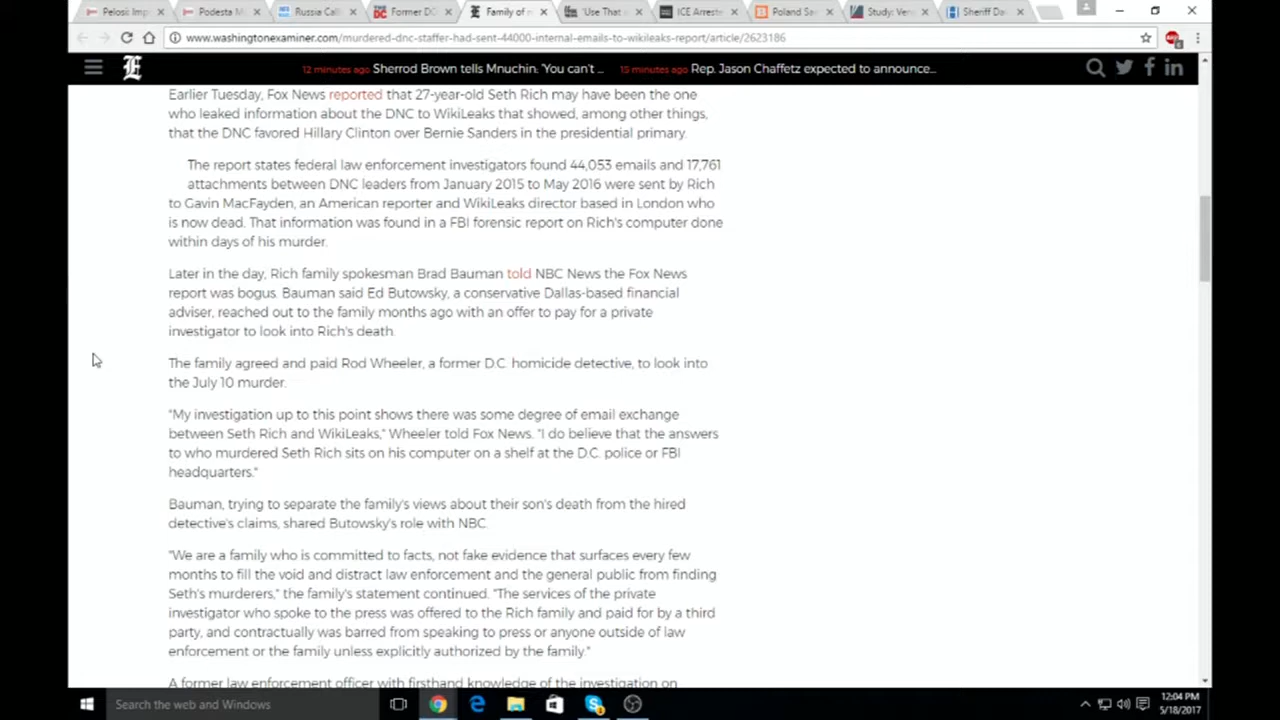 Pelosi Imp
Podesta M
Russia Call
Former DC
Family of m
'Use That
ICE Arreste
Poland Sa
Study: Ven
Sheriff Da
www.washingtonexaminer.com/murdered-dnc-staffer-had-sent-44000-internal-emails-to-wikileaks-report/article/2623186
E
12 minutes ago Sherrod Brown tells Mnuchin: 'You can't ...
15 minutes ago Rep. Jason Chaffetz expected to announce...
Earlier Tuesday, Fox News reported that 27-year-old Seth Rich may have been the one
who leaked information about the DNC to WikiLeaks that showed, among other things,
that the DNC favored Hillary Clinton over Bernie Sanders in the presidential primary.
The report states federal law enforcement investigators found 44,053 emails and 17,761
attachments between DNC leaders from January 2015 to May 2016 were sent by Rich
to Gavin MacFayden, an American reporter and WikiLeaks director based in London who
is now dead. That information was found in a FBI forensic report on Rich's computer done
within days of his murder.
Later in the day, Rich family spokesman Brad Bauman told NBC News the Fox News
report was bogus. Bauman said Ed Butowsky, a conservative Dallas-based financial
adviser, reached out to the family months ago with an offer to pay for a private
investigator to look into Rich's death.
The family agreed and paid Rod Wheeler, a former D.C. homicide detective, to look into
the July 10 murder.
"My investigation up to this point shows there was some degree of email exchange
between Seth Rich and WikiLeaks," Wheeler told Fox News. "I do believe that the answers
to who murdered Seth Rich sits on his computer on a shelf at the D.C. police or FBI
headquarters."
Bauman, trying to separate the family's views about their son's death from the hired
detective's claims, shared Butowsky's role with NBC.
"We are a family who is committed to facts, not fake evidence that surfaces every few
months to fill the void and distract law enforcement and the general public from finding
Seth's murderers," the family's statement continued. "The services of the private
investigator who spoke to the press was offered to the Rich family and paid for by a third
party, and contractually was barred from speaking to press or anyone outside of law
enforcement or the family unless explicitly authorized by the family."
A former law enforcement officer with firsthand knowledge of the investigation on
Search the web and Windows
12:04 PM
5/18/2017